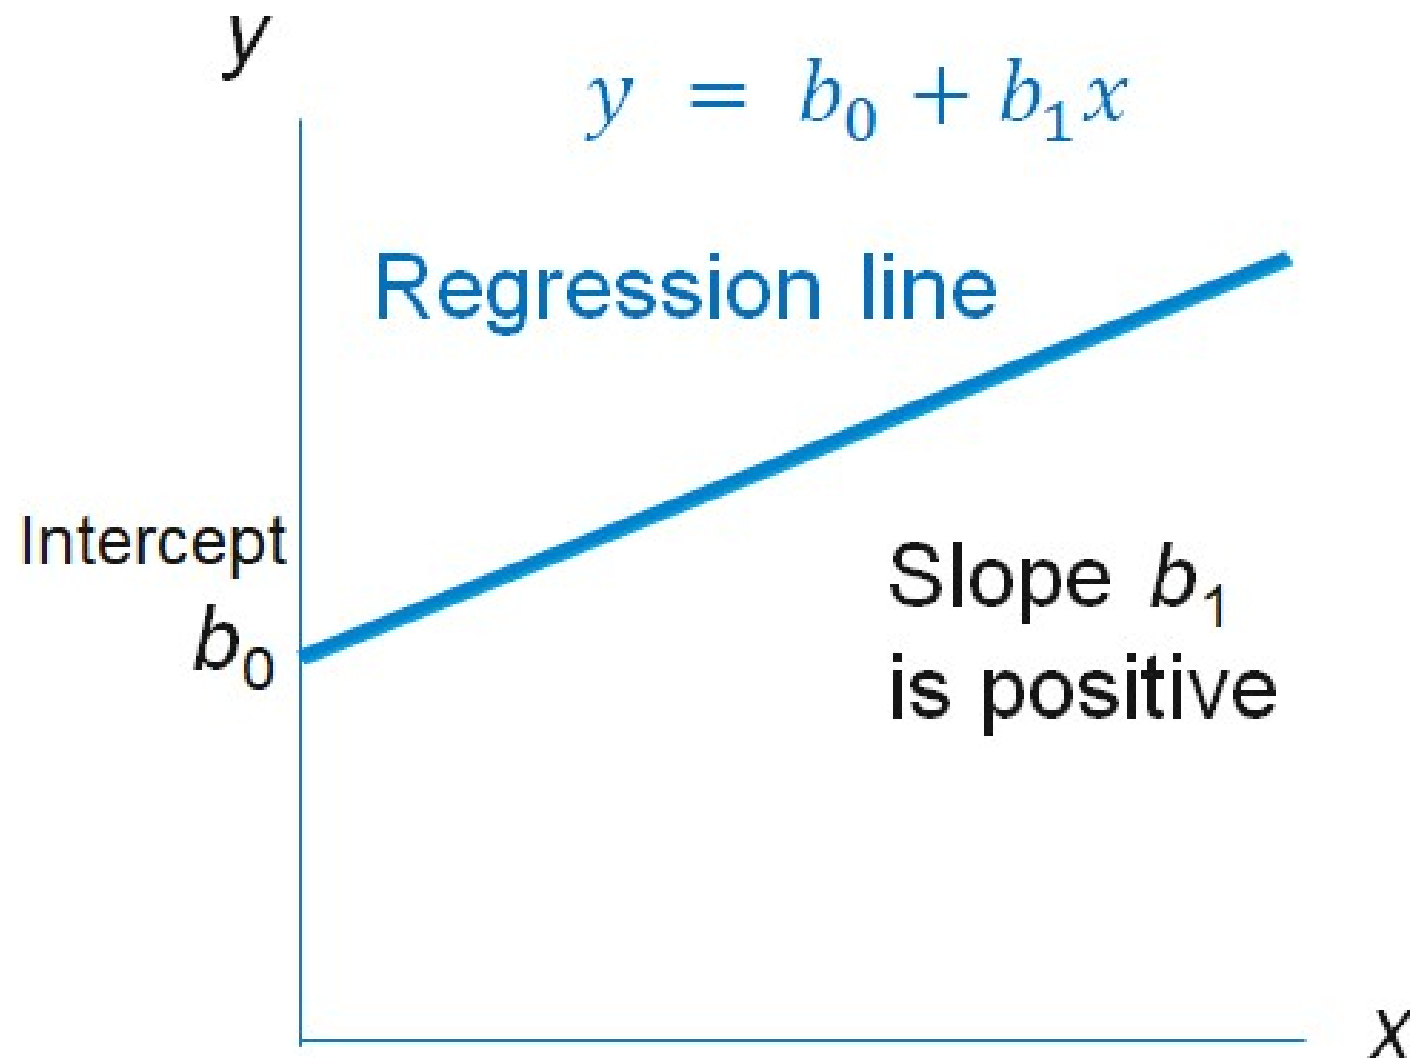 y
y = b₀ + b₁x
Regression line
Intercept
b₀
Slope b₁
is positive
x